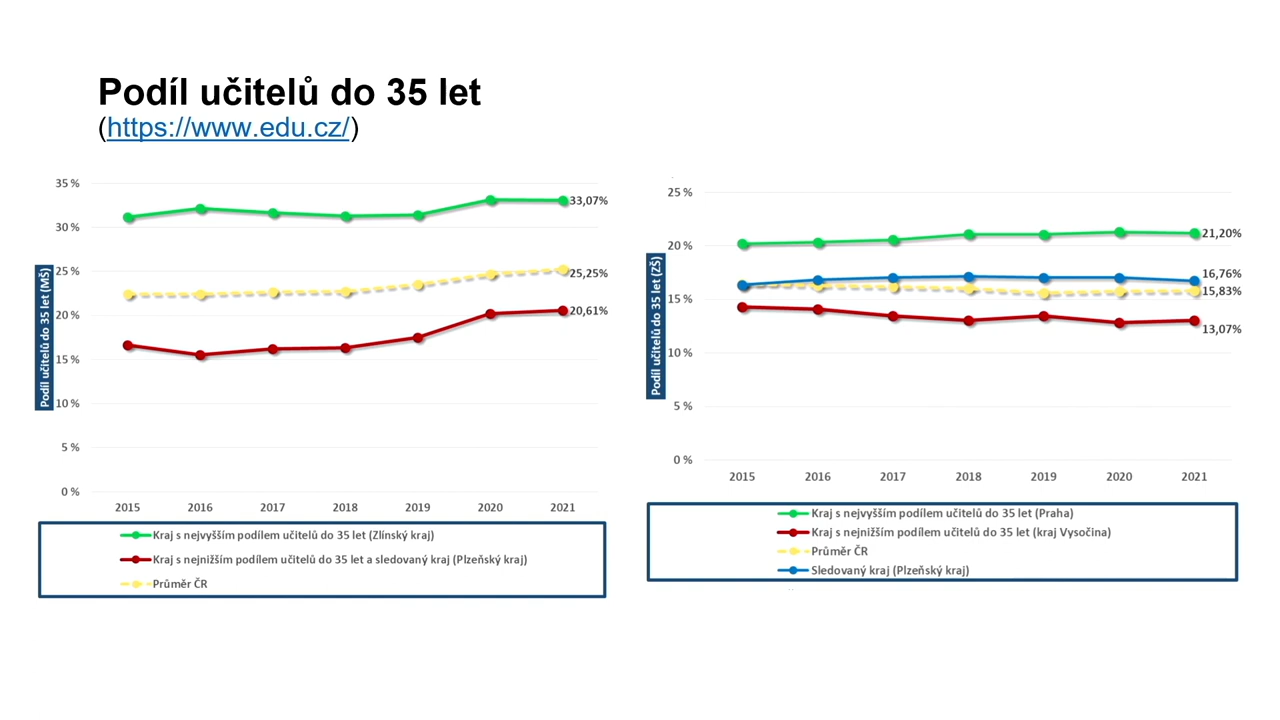 Podíl učitelů do 35 let
(https://www.edu.cz/)
Podíl učitelů do 35 let (MŠ)
35 %
30 %
25 %
20 %
15 %
10 %
5 %
0 %
33,07%
25,25%
20,61%
2015 2016 2017 2018 2019 2020 2021
Kraj s nejvyšším podílem učitelů do 35 let (Zlínský kraj)
Kraj s nejnižším podílem učitelů do 35 let a sledovaný kraj (Plzeňský kraj)
Průměr ČR
Podíl učitelů do 35 let (ZŠ)
25 %
20 %
15 %
10 %
5 %
0 %
21,20%
16,76%
15,83%
13,07%
2015 2016 2017 2018 2019 2020 2021
Kraj s nejvyšším podílem učitelů do 35 let (Praha)
Kraj s nejnižším podílem učitelů do 35 let (kraj Vysočina)
Průměr ČR
Sledovaný kraj (Plzeňský kraj)